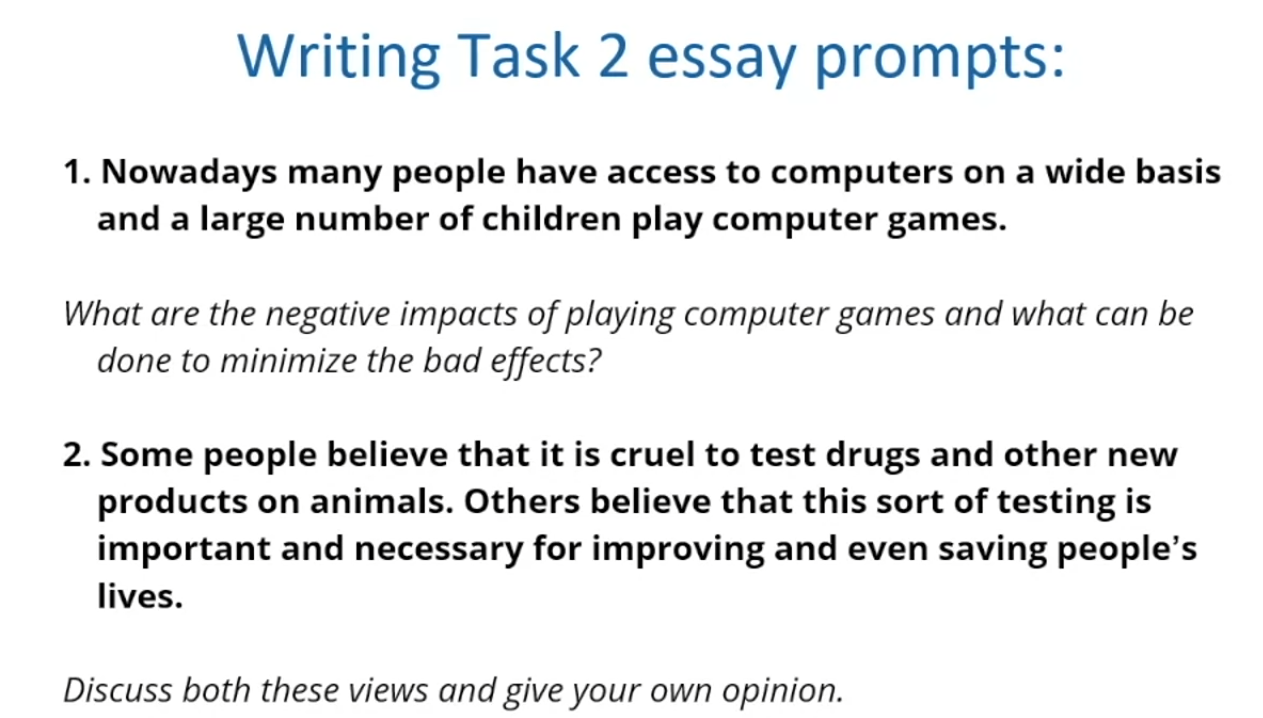 Writing Task 2 essay prompts:
1. Nowadays many people have access to computers on a wide basis
and a large number of children play computer games.
What are the negative impacts of playing computer games and what can be
done to minimize the bad effects?
2. Some people believe that it is cruel to test drugs and other new
products on animals. Others believe that this sort of testing is
important and necessary for improving and even saving people’s
lives.
Discuss both these views and give your own opinion.